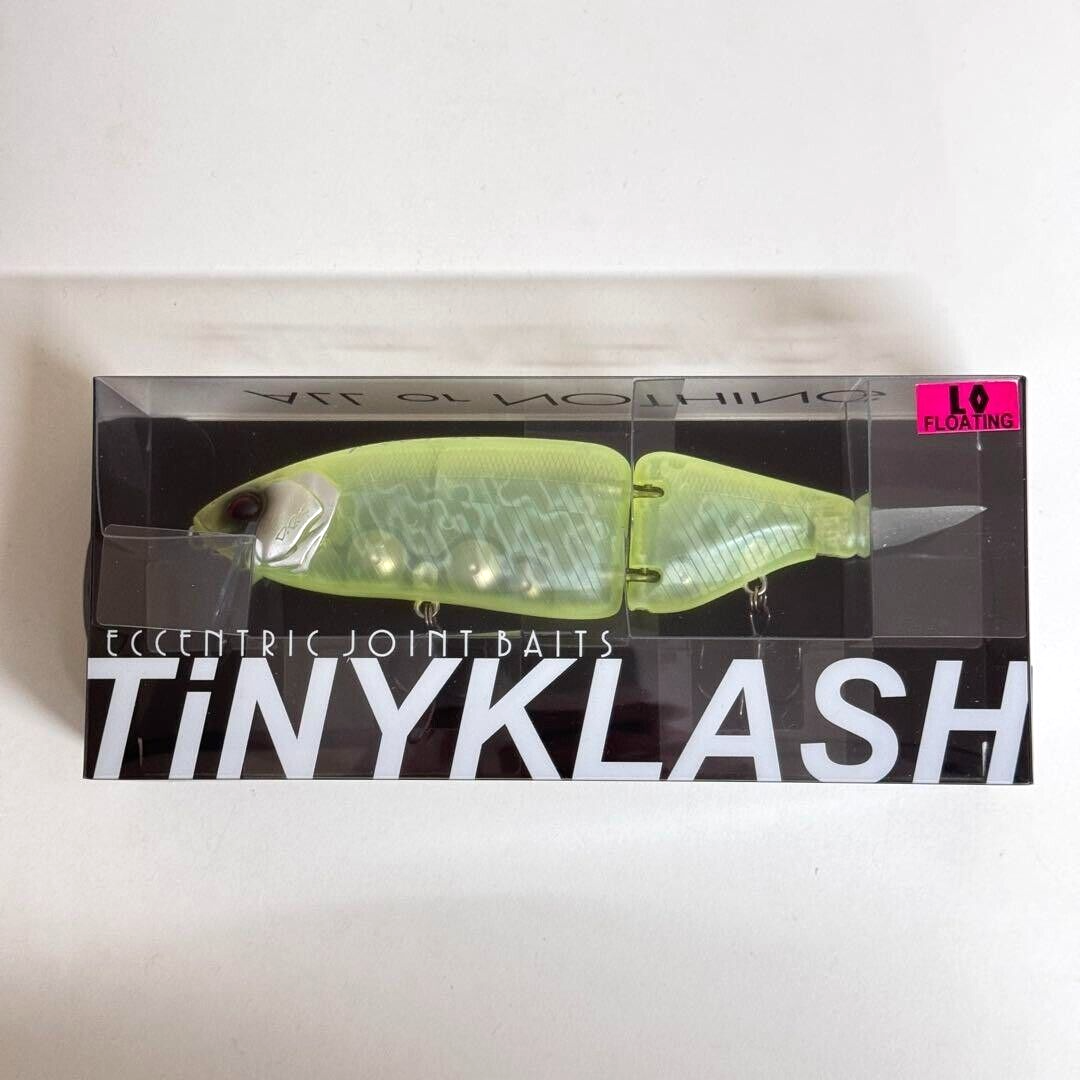 ALL or NOTHING
LO
FLOATING
ECCENTRIC JOINT BAITS
TiNYKLASH